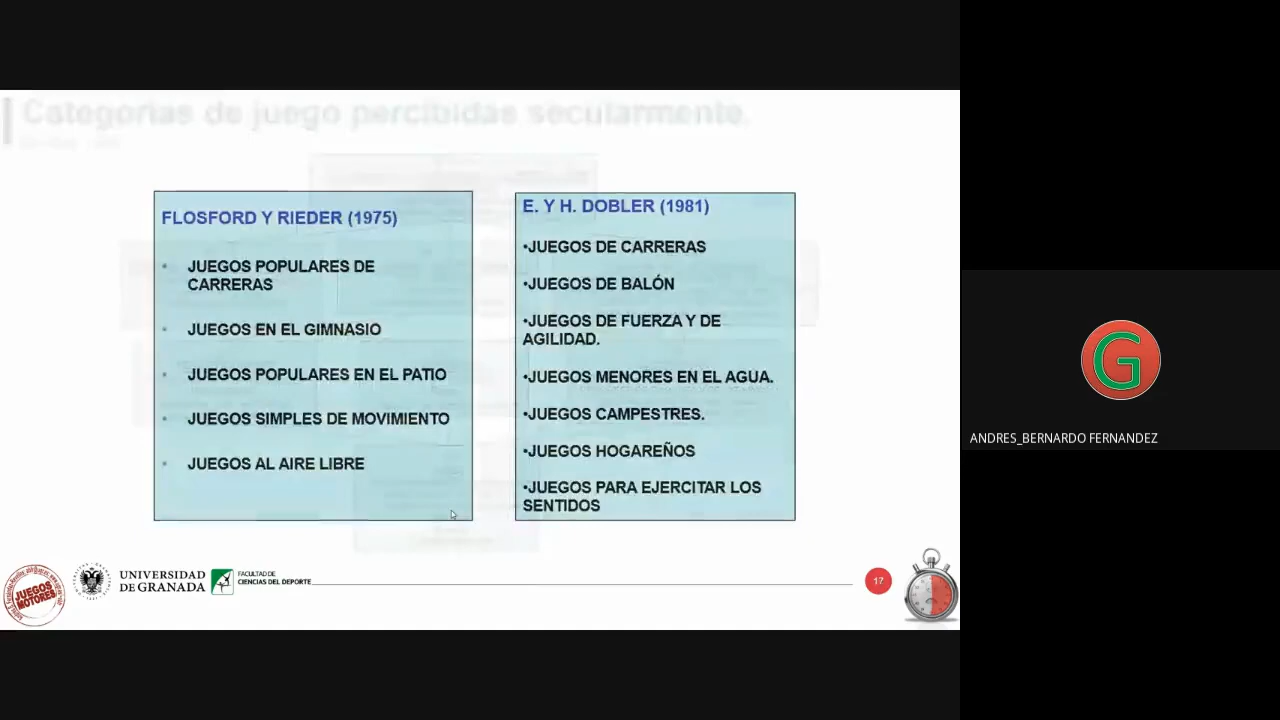 Categorías de juego percibidas secularmente.
FLOSFORD Y RIEDER (1975)
• JUEGOS POPULARES DE
CARRERAS
• JUEGOS EN EL GIMNASIO
• JUEGOS POPULARES EN EL PATIO
• JUEGOS SIMPLES DE MOVIMIENTO
• JUEGOS AL AIRE LIBRE
E. Y H. DOBLER (1981)
•JUEGOS DE CARRERAS
•JUEGOS DE BALÓN
•JUEGOS DE FUERZA Y DE
AGILIDAD.
•JUEGOS MENORES EN EL AGUA.
•JUEGOS CAMPESTRES.
•JUEGOS HOGAREÑOS
•JUEGOS PARA EJERCITAR LOS
SENTIDOS
JUEGOS
MOTORES
UNIVERSIDAD
DE GRANADA
FACULTAD DE
CIENCIAS DEL DEPORTE
17
G
ANDRES_BERNARDO FERNANDEZ